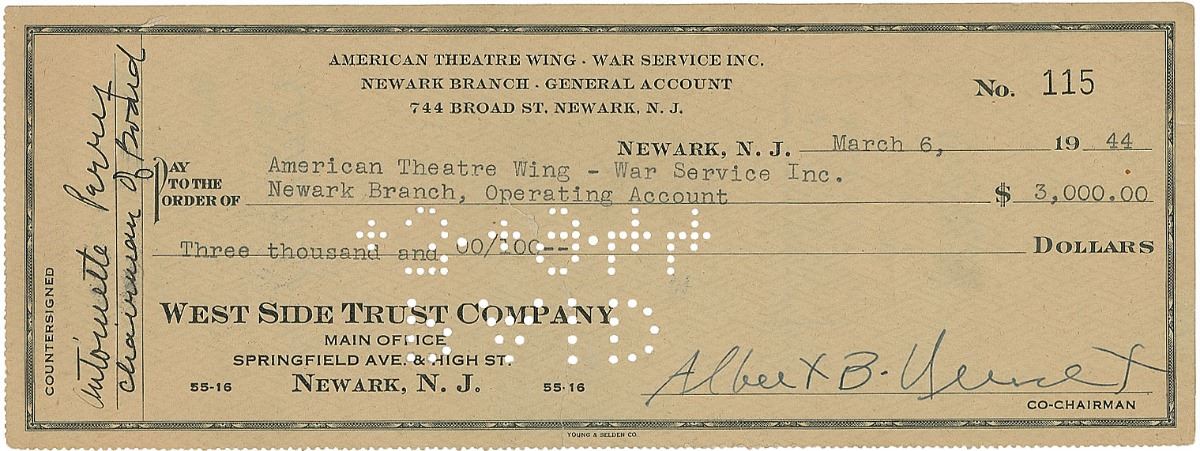 AMERICAN THEATRE WING · WAR SERVICE INC.
NEWARK BRANCH · GENERAL ACCOUNT
744 BROAD ST. NEWARK, N. J.
No. 115
NEWARK, N. J. March 6, 19 44
PAY TO THE ORDER OF
American Theatre Wing - War Service Inc.
Newark Branch, Operating Account
$ 3,000.00
Three thousand and 00/100-- DOLLARS
WEST SIDE TRUST COMPANY
MAIN OFFICE
SPRINGFIELD AVE. & HIGH ST.
55-16 NEWARK, N. J. 55-16
Albert B.
CO-CHAIRMAN
COUNTERSIGNED
Antoinette Perry
Chairman of Board
YOUNG & SELDEN CO.